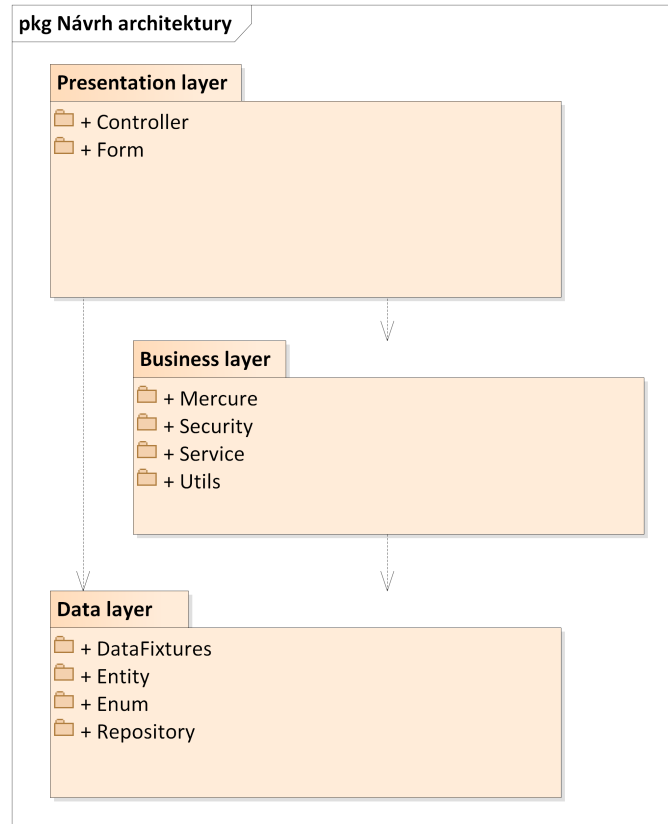 pkg Návrh architektury
Presentation layer
+ Controller
+ Form
Business layer
+ Mercure
+ Security
+ Service
+ Utils
Data layer
+ DataFixtures
+ Entity
+ Enum
+ Repository